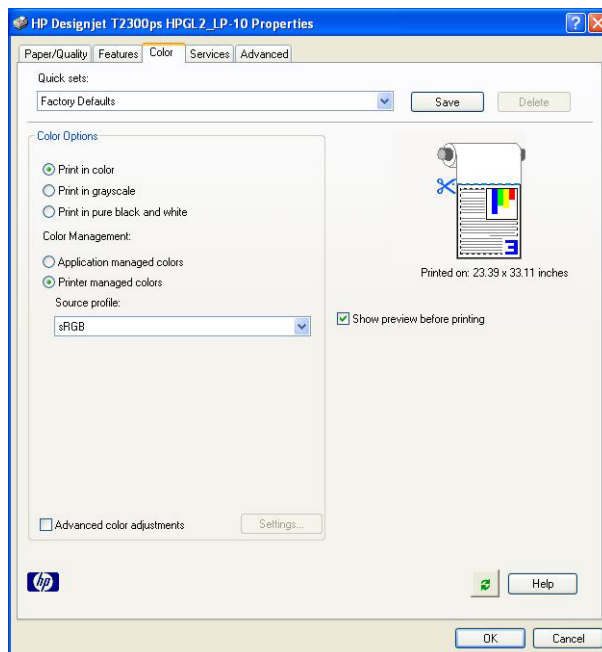 HP Designjet T2300ps HPGL2_LP-10 Properties
?
Paper/Quality Features Color Services Advanced
Quick sets:
Factory Defaults
Save
Delete
Color Options
Print in color
Print in grayscale
Print in pure black and white
Color Management:
Application managed colors
Printer managed colors
Source profile:
sRGB
3
Printed on: 23.39 x 33.11 inches
Show preview before printing
Advanced color adjustments
Settings...
hp
Help
OK
Cancel